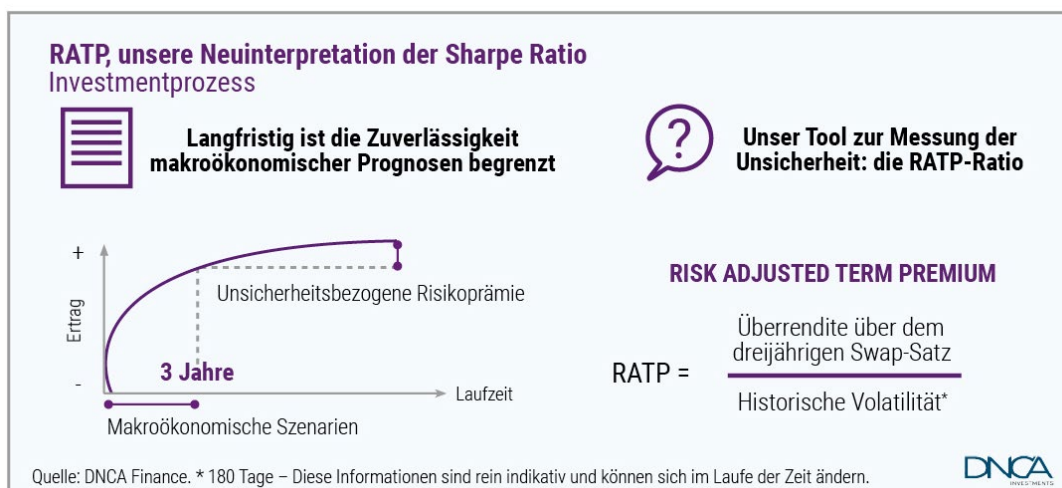 RATP, unsere Neuinterpretation der Sharpe Ratio
Investmentprozess
Langfristig ist die Zuverlässigkeit
makroökonomischer Prognosen begrenzt
?
Unser Tool zur Messung der
Unsicherheit: die RATP-Ratio
+
Ertrag
-
Unsicherheitsbezogene Risikoprämie
3 Jahre
Laufzeit
Makroökonomische Szenarien
RISK ADJUSTED TERM PREMIUM
RATP =
Überrendite über dem
dreijährigen Swap-Satz
Historische Volatilität*
Quelle: DNCA Finance. * 180 Tage – Diese Informationen sind rein indikativ und können sich im Laufe der Zeit ändern.
DNCA
INVESTMENTS